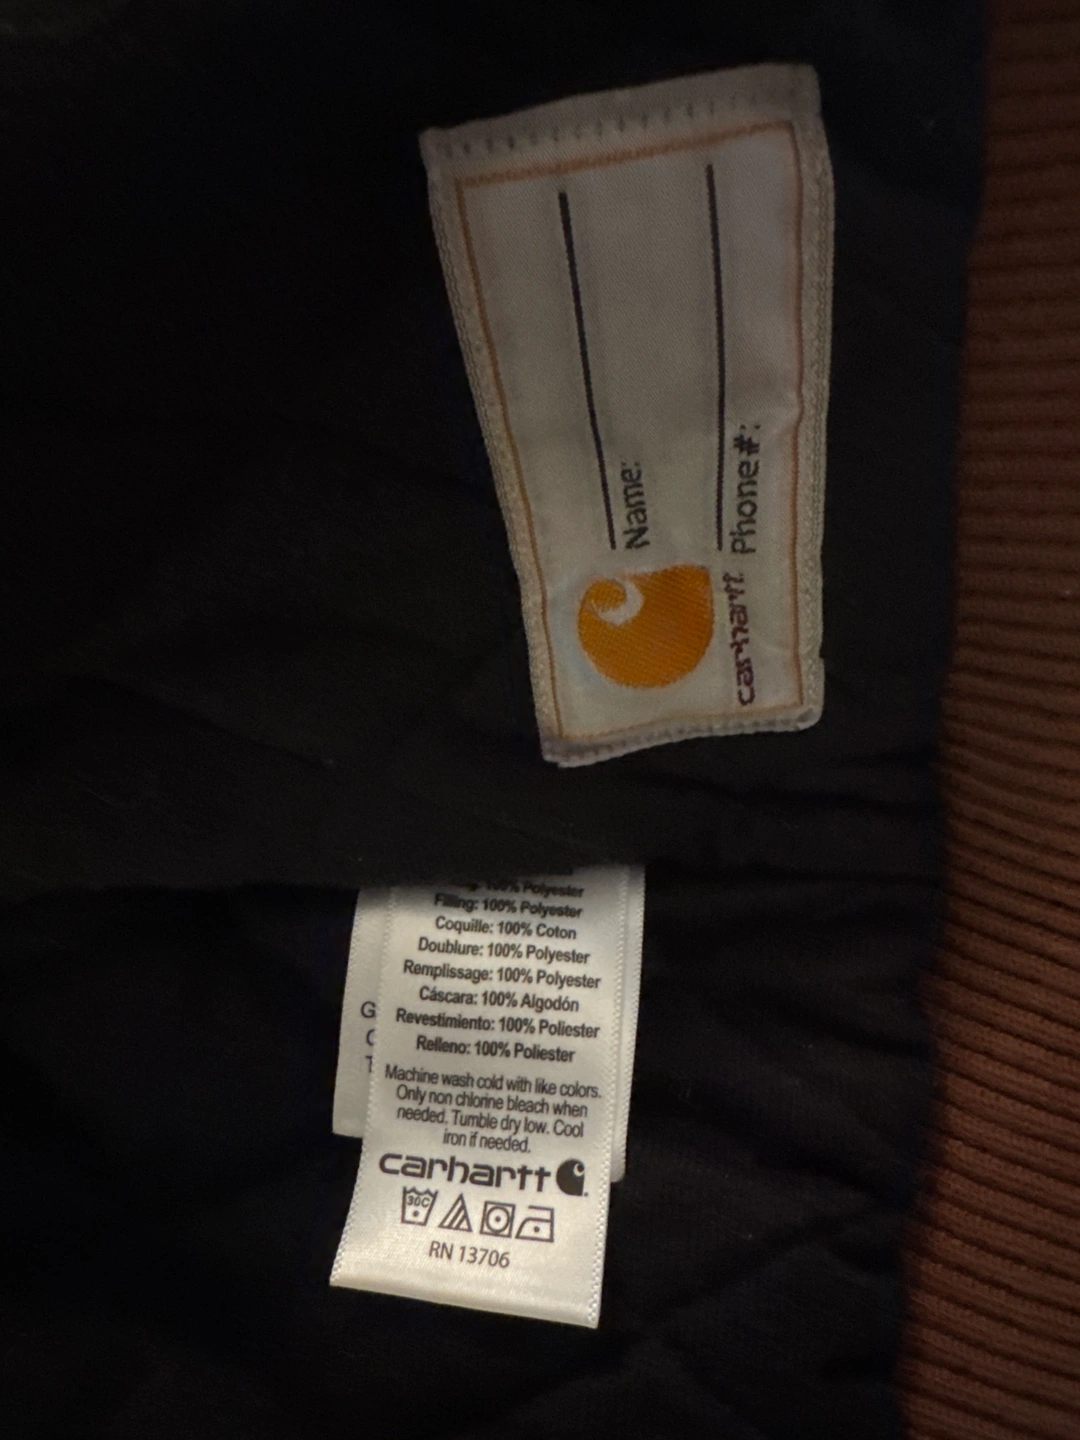 Name:
Phone#:
carhartt
100% Polyester
Filling: 100% Polyester
Coquille: 100% Coton
Doublure: 100% Polyester
Remplissage: 100% Polyester
Cáscara: 100% Algodón
Revestimiento: 100% Poliester
Relleno: 100% Poliester
Machine wash cold with like colors.
Only non chlorine bleach when
needed. Tumble dry low. Cool
iron if needed.
carhartt
30C
RN 13706
G
T